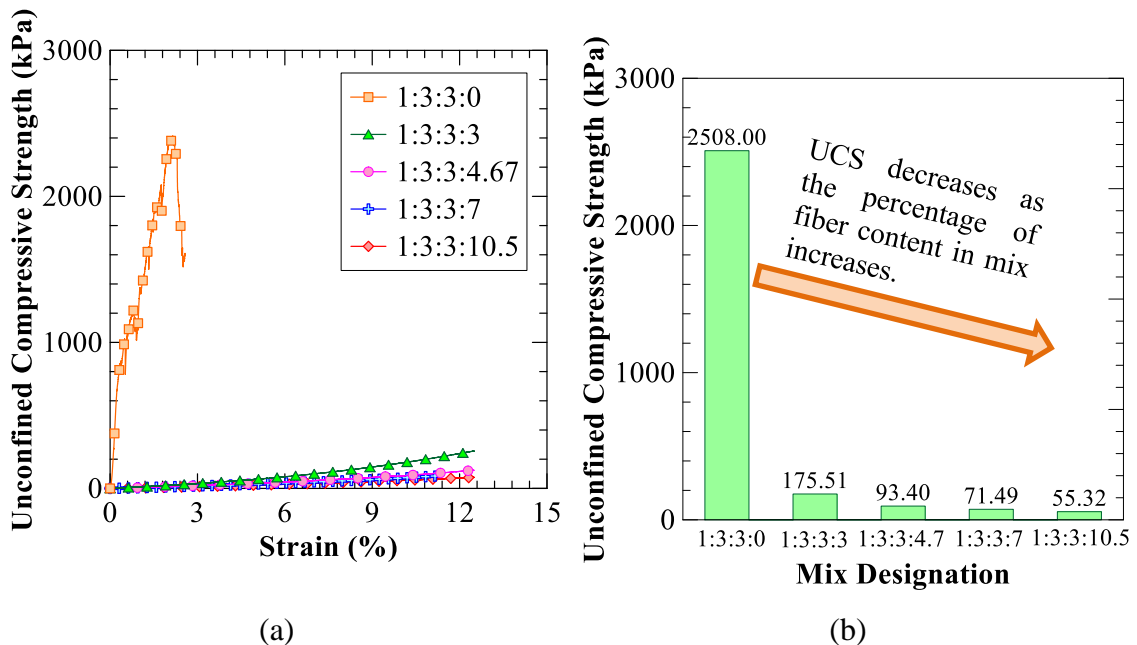 Unconfined Compressive Strength (kPa)
3000
2000
1000
0
0 3 6 9 12 15
Strain (%)
1:3:3:0
1:3:3:3
1:3:3:4.67
1:3:3:7
1:3:3:10.5
(a)
Unconfined Compressive Strength (kPa)
3000
2000
1000
0
2508.00
175.51
93.40
71.49
55.32
UCS decreases as
the percentage of
fiber content in mix
increases.
1:3:3:0 1:3:3:3 1:3:3:4.7 1:3:3:7 1:3:3:10.5
Mix Designation
(b)